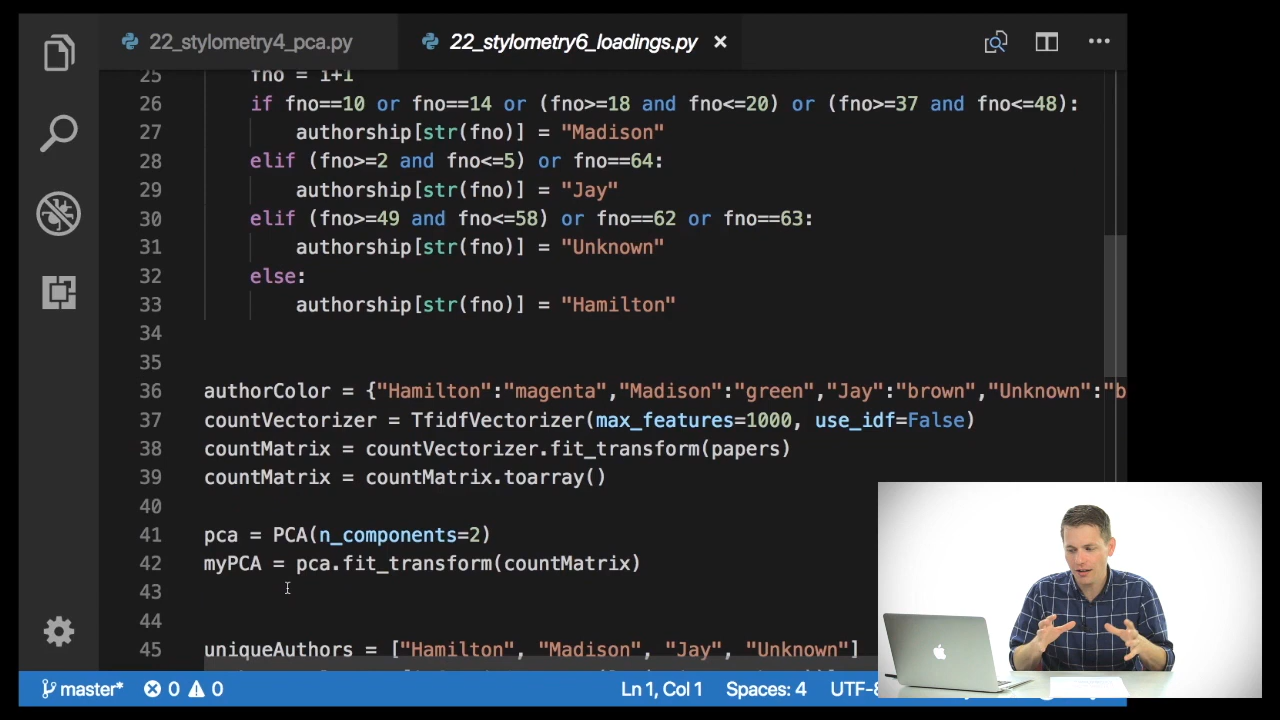 22_stylometry4_pca.py
22_stylometry6_loadings.py
25 fno = i+1
26 if fno==10 or fno==14 or (fno>=18 and fno<=20) or (fno>=37 and fno<=48):
27 authorship[str(fno)] = "Madison"
28 elif (fno>=2 and fno<=5) or fno==64:
29 authorship[str(fno)] = "Jay"
30 elif (fno>=49 and fno<=58) or fno==62 or fno==63:
31 authorship[str(fno)] = "Unknown"
32 else:
33 authorship[str(fno)] = "Hamilton"
34
35
36 authorColor = {"Hamilton":"magenta","Madison":"green","Jay":"brown","Unknown":"b
37 countVectorizer = TfidfVectorizer(max_features=1000, use_idf=False)
38 countMatrix = countVectorizer.fit_transform(papers)
39 countMatrix = countMatrix.toarray()
40
41 pca = PCA(n_components=2)
42 myPCA = pca.fit_transform(countMatrix)
43
44
45 uniqueAuthors = ["Hamilton", "Madison", "Jay", "Unknown"]
master* 0 0 Ln 1, Col 1 Spaces: 4 UTF-8